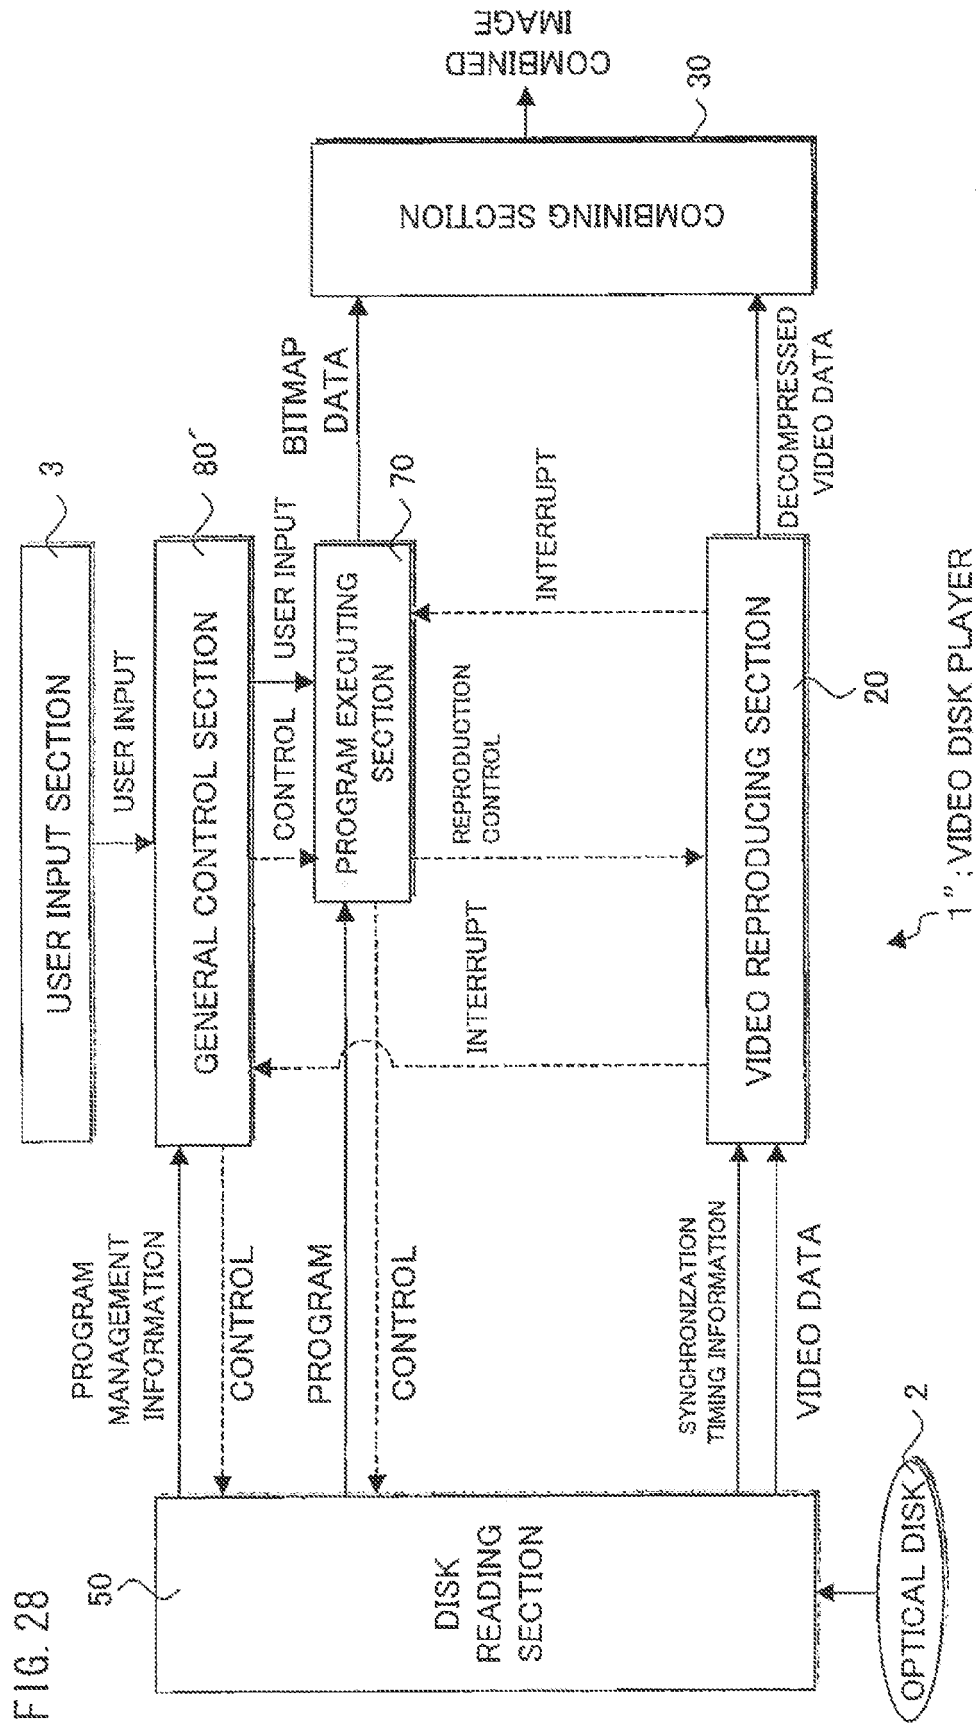 FIG. 28
USER INPUT SECTION
3
USER INPUT
GENERAL CONTROL SECTION
80´
PROGRAM
MANAGEMENT
INFORMATION
CONTROL
CONTROL
USER INPUT
50
DISK
READING
SECTION
PROGRAM
CONTROL
PROGRAM EXECUTING
SECTION
70
BITMAP
DATA
COMBINING SECTION
30
COMBINED
IMAGE
INTERRUPT
REPRODUCTION
CONTROL
INTERRUPT
SYNCHRONIZATION
TIMING INFORMATION
VIDEO DATA
VIDEO REPRODUCING SECTION
20
DECOMPRESSED
VIDEO DATA
OPTICAL DISK
2
1˝ ; VIDEO DISK PLAYER